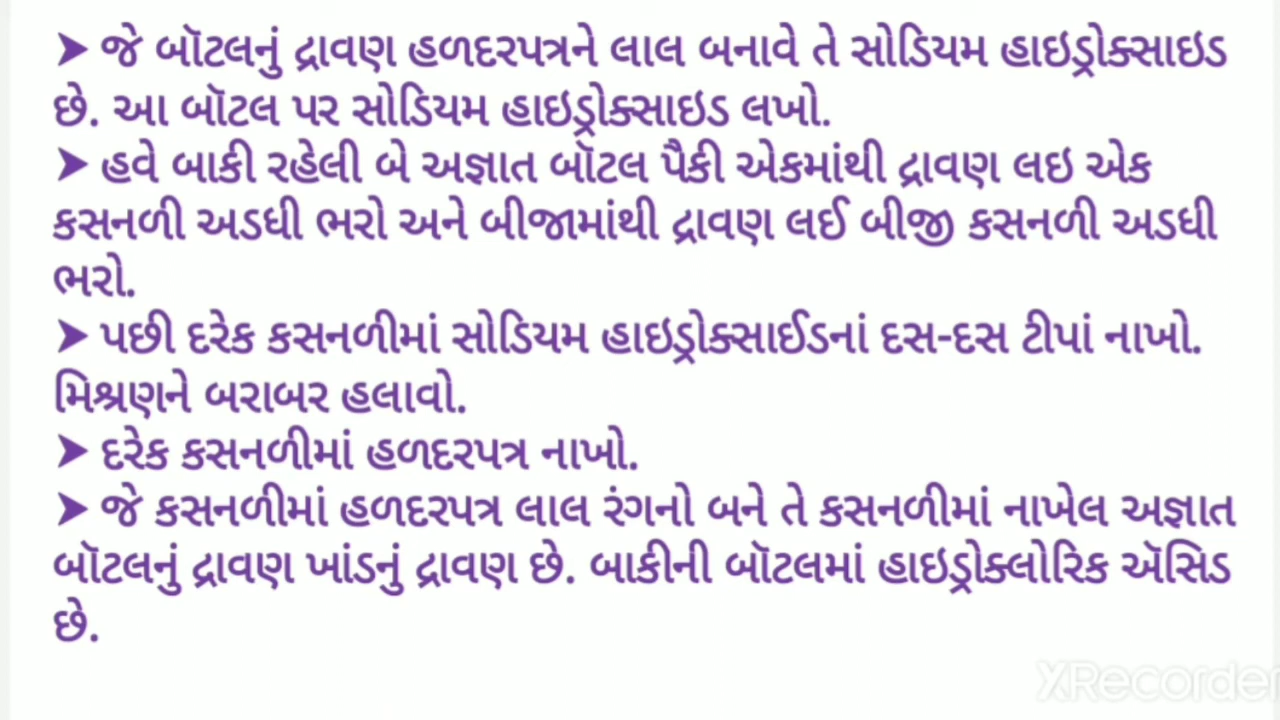 ➤ જે બૉટલનું દ્રાવણ હળદરપત્રને લાલ બનાવે તે સોડિયમ હાઇડ્રોક્સાઇડ
છે. આ બૉટલ પર સોડિયમ હાઇડ્રોક્સાઇડ લખો.
➤ હવે બાકી રહેલી બે અજ્ઞાત બૉટલ પૈકી એકમાંથી દ્રાવણ લઇ એક
કસનળી અડધી ભરો અને બીજામાંથી દ્રાવણ લઈ બીજી કસનળી અડધી
ભરો.
➤ પછી દરેક કસનળીમાં સોડિયમ હાઇડ્રોક્સાઈડનાં દસ-દસ ટીપાં નાખો.
મિશ્રણને બરાબર હલાવો.
➤ દરેક કસનળીમાં હળદરપત્ર નાખો.
➤ જે કસનળીમાં હળદરપત્ર લાલ રંગનો બને તે કસનળીમાં નાખેલ અજ્ઞાત
બૉટલનું દ્રાવણ ખાંડનું દ્રાવણ છે. બાકીની બૉટલમાં હાઇડ્રોક્લોરિક ઍસિડ
છે.
XRecorder